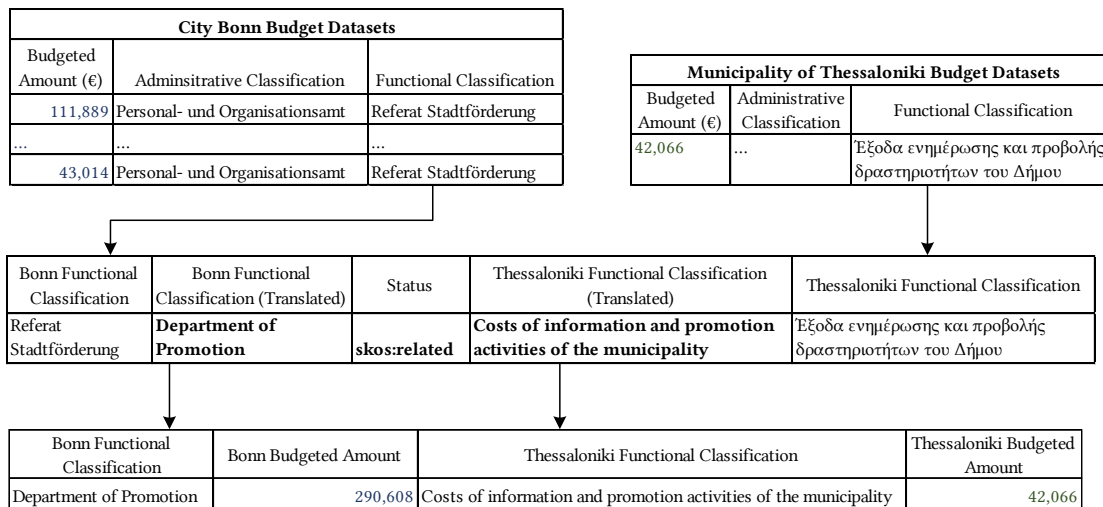 City Bonn Budget Datasets
Budgeted
Amount (€)
Adminsitrative Classification
Functional Classification
111,889
Personal- und Organisationsamt
Referat Stadtförderung
...
...
...
43,014
Personal- und Organisationsamt
Referat Stadtförderung
Municipality of Thessaloniki Budget Datasets
Budgeted
Amount (€)
Administrative
Classification
Functional Classification
42,066
...
Έξοδα ενημέρωσης και προβολής
δραστηριοτήτων του Δήμου
Bonn Functional
Classification
Bonn Functional
Classification (Translated)
Status
Thessaloniki Functional Classification
(Translated)
Thessaloniki Functional Classification
Referat
Stadtförderung
Department of
Promotion
skos:related
Costs of information and promotion
activities of the municipality
Έξοδα ενημέρωσης και προβολής
δραστηριοτήτων του Δήμου
Bonn Functional
Classification
Bonn Budgeted Amount
Thessaloniki Functional Classification
Thessaloniki Budgeted
Amount
Department of Promotion
290,608
Costs of information and promotion activities of the municipality
42,066